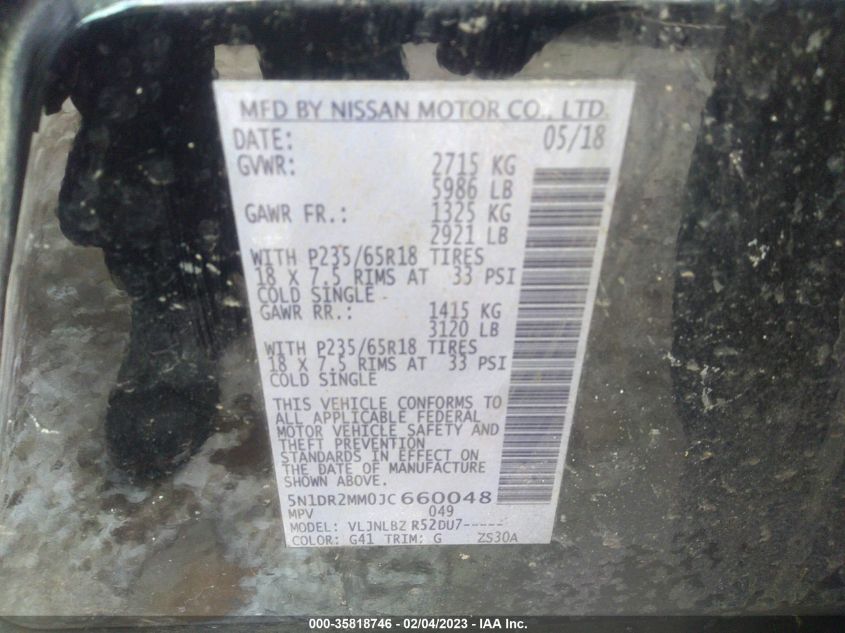 MFD BY NISSAN MOTOR CO., LTD.
DATE: 05/18
GVWR: 2715 KG
5986 LB
GAWR FR.: 1325 KG
2921 LB
WITH P235/65R18 TIRES
18 X 7.5 RIMS AT 33 PSI
COLD SINGLE
GAWR RR.: 1415 KG
3120 LB
WITH P235/65R18 TIRES
18 X 7.5 RIMS AT 33 PSI
COLD SINGLE
THIS VEHICLE CONFORMS TO
ALL APPLICABLE FEDERAL
MOTOR VEHICLE SAFETY AND
THEFT PREVENTION
STANDARDS IN EFFECT ON
THE DATE OF MANUFACTURE
SHOWN ABOVE.
5N1DR2MM0JC660048
MPV 049
MODEL: VLJNLBZ R52DU7-----
COLOR: G41 TRIM: G ZS30A
000-35818746 - 02/04/2023 - IAA Inc.